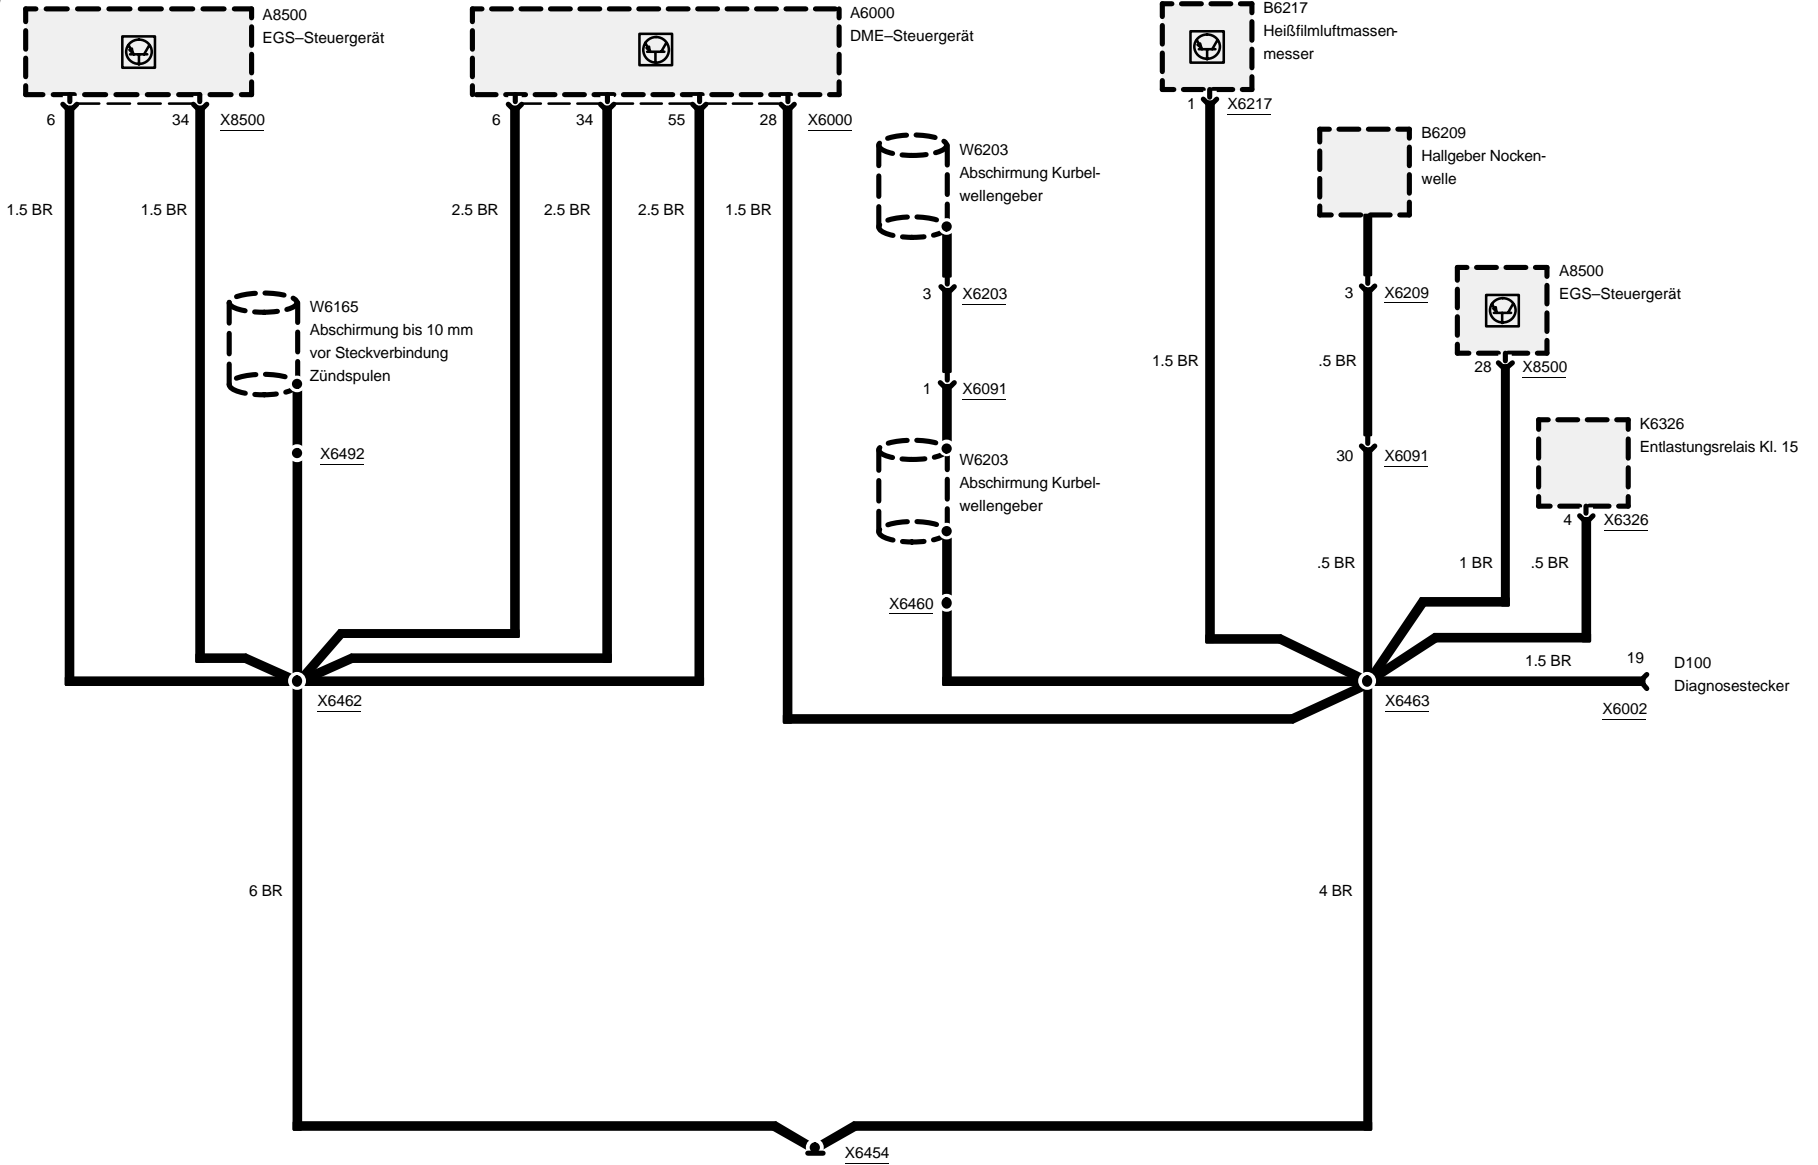 A8500
EGS–Steuergerät
6
34
X8500
1.5 BR
1.5 BR
W6165
Abschirmung bis 10 mm
vor Steckverbindung
Zündspulen
X6492
A6000
DME–Steuergerät
6
34
55
28
X6000
2.5 BR
2.5 BR
2.5 BR
1.5 BR
W6203
Abschirmung Kurbel-
wellengeber
3
X6203
1
X6091
W6203
Abschirmung Kurbel-
wellengeber
X6460
B6217
Heißfilmluftmassen-
messer
1
X6217
1.5 BR
B6209
Hallgeber Nocken-
welle
3
X6209
.5 BR
30
X6091
.5 BR
A8500
EGS–Steuergerät
28
X8500
1 BR
K6326
Entlastungsrelais Kl. 15
4
X6326
.5 BR
1.5 BR
19
D100
Diagnosestecker
X6002
X6462
X6463
6 BR
4 BR
X6454